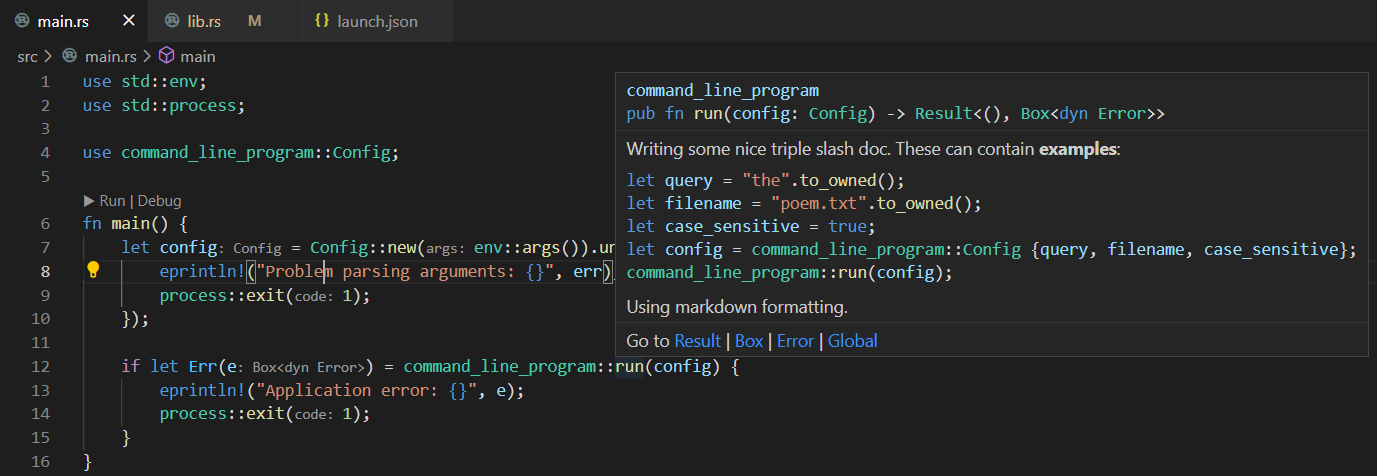 main.rs × lib.rs M {} launch.json
src > main.rs > main
1 use std::env;
2 use std::process;
3
4 use command_line_program::Config;
5
▶ Run | Debug
6 fn main() {
7 let config: Config = Config::new(args: env::args()).un
8 eprintln!("Problem parsing arguments: {}", err)
9 process::exit(code: 1);
10 });
11
12 if let Err(e: Box<dyn Error>) = command_line_program::run(config) {
13 eprintln!("Application error: {}", e);
14 process::exit(code: 1);
15 }
16 }
command_line_program
pub fn run(config: Config) -> Result<(), Box<dyn Error>>
Writing some nice triple slash doc. These can contain examples:
let query = "the".to_owned();
let filename = "poem.txt".to_owned();
let case_sensitive = true;
let config = command_line_program::Config {query, filename, case_sensitive};
command_line_program::run(config);
Using markdown formatting.
Go to Result | Box | Error | Global